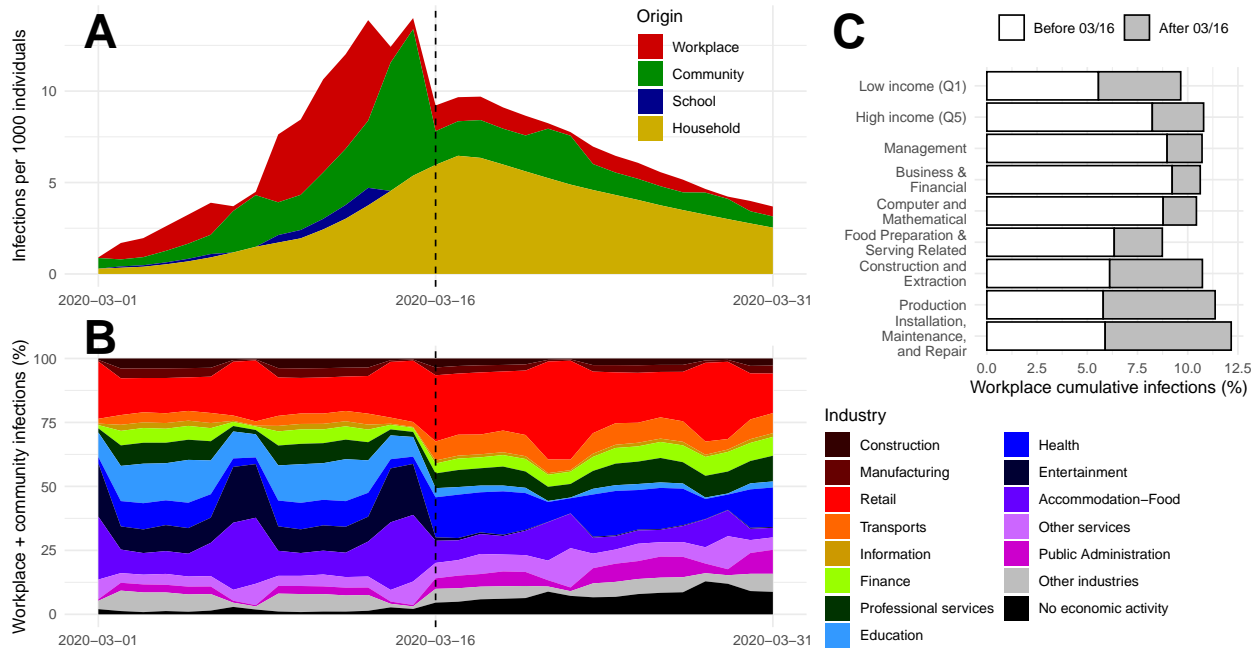 A
Infections per 1000 individuals
10
5
0
2020−03−01
2020−03−16
2020−03−31
Origin
Workplace
Community
School
Household
B
Workplace + community infections (%)
100
75
50
25
0
2020−03−01
2020−03−16
2020−03−31
C
Before 03/16
After 03/16
Low income (Q1)
High income (Q5)
Management
Business &
Financial
Computer and
Mathematical
Food Preparation &
Serving Related
Construction and
Extraction
Production
Installation,
Maintenance,
and Repair
0.0
2.5
5.0
7.5
10.0
12.5
Workplace cumulative infections (%)
Industry
Construction
Manufacturing
Retail
Transports
Information
Finance
Professional services
Education
Health
Entertainment
Accommodation−Food
Other services
Public Administration
Other industries
No economic activity